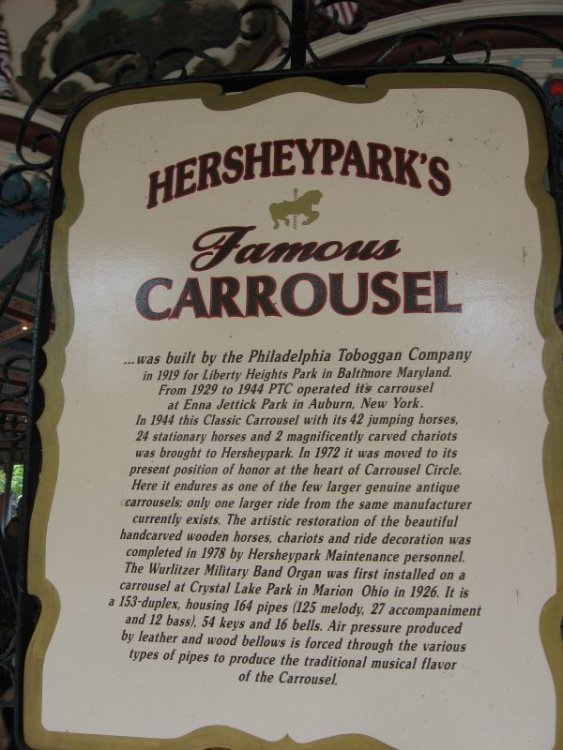 HERSHEYPARK'S
Famous
CARROUSEL
...was built by the Philadelphia Toboggan Company
in 1919 for Liberty Heights Park in Baltimore Maryland.
From 1929 to 1944 PTC operated its carrousel
at Enna Jettick Park in Auburn, New York.
In 1944 this Classic Carrousel with its 42 jumping horses,
24 stationary horses and 2 magnificently carved chariots
was brought to Hersheypark. In 1972 it was moved to its
present position of honor at the heart of Carrousel Circle.
Here it endures as one of the few larger genuine antique
carrousels; only one larger ride from the same manufacturer
currently exists. The artistic restoration of the beautiful
handcarved wooden horses, chariots and ride decoration was
completed in 1978 by Hersheypark Maintenance personnel.
The Wurlitzer Military Band Organ was first installed on a
carousel at Crystal Lake Park in Marion Ohio in 1926. It is
a 153-duplex, housing 164 pipes (125 melody, 27 accompaniment
and 12 bass), 54 keys and 16 bells. Air pressure produced
by leather and wood bellows is forced through the various
types of pipes to produce the traditional musical flavor
of the Carrousel.